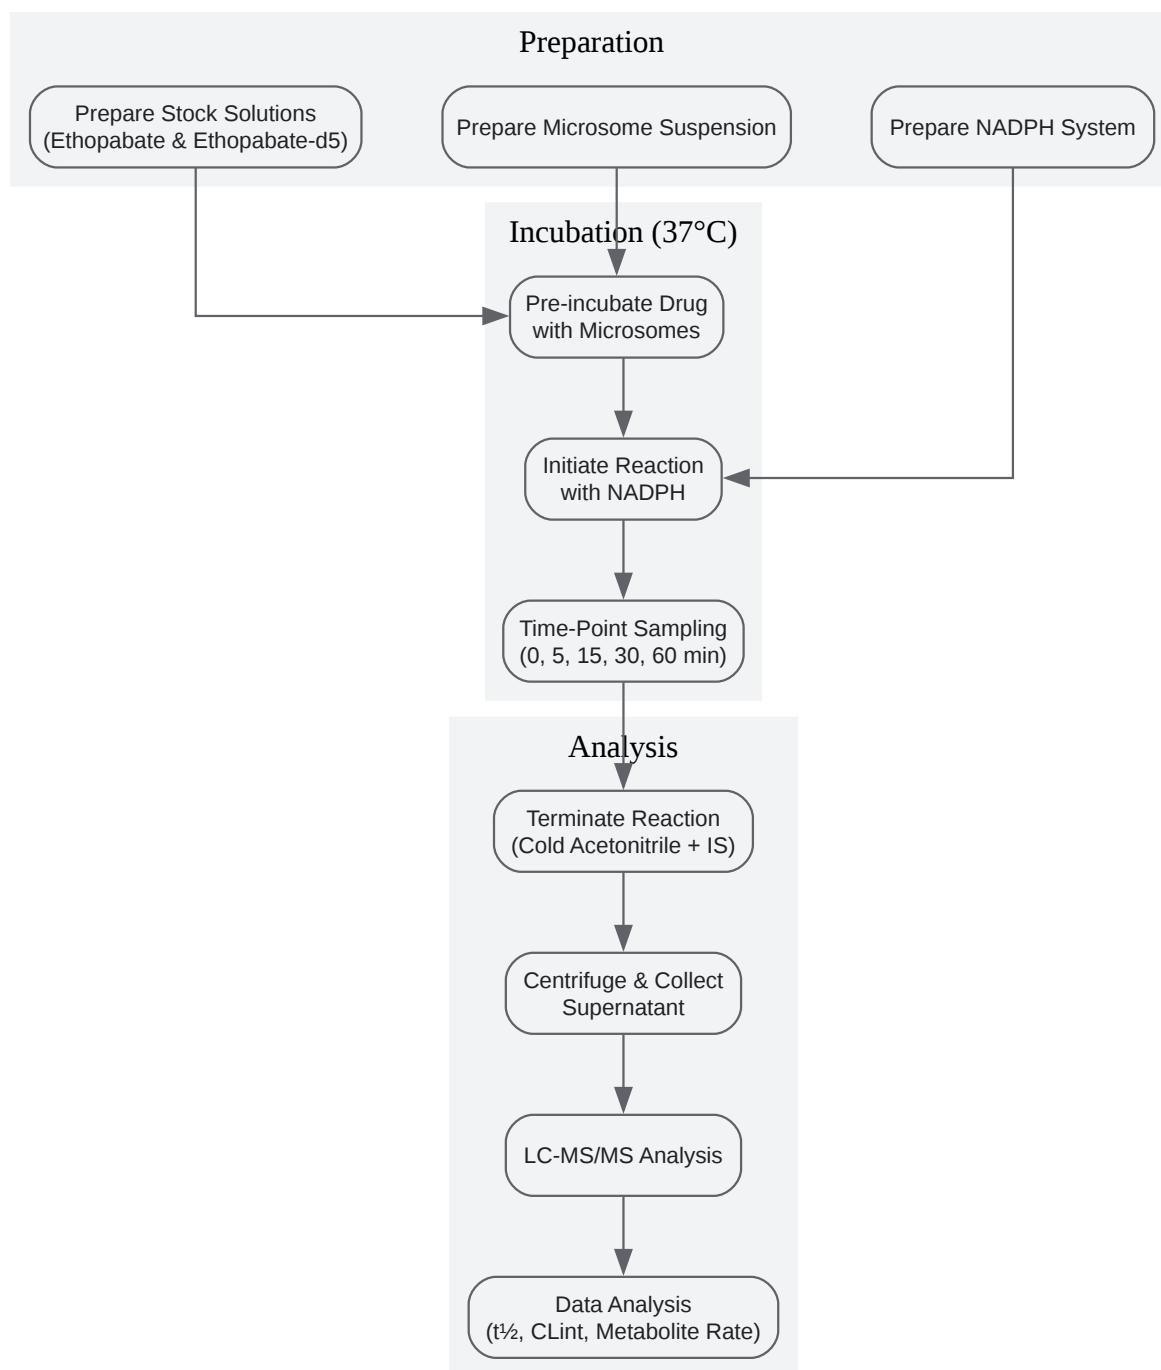 Preparation
Prepare Stock Solutions
(Ethopabate & Ethopabate-d5)
Prepare Microsome Suspension
Prepare NADPH System
Incubation (37°C)
Pre-incubate Drug
with Microsomes
Initiate Reaction
with NADPH
Time-Point Sampling
(0, 5, 15, 30, 60 min)
Analysis
Terminate Reaction
(Cold Acetonitrile + IS)
Centrifuge & Collect
Supernatant
LC-MS/MS Analysis
Data Analysis
(t½, CLint, Metabolite Rate)